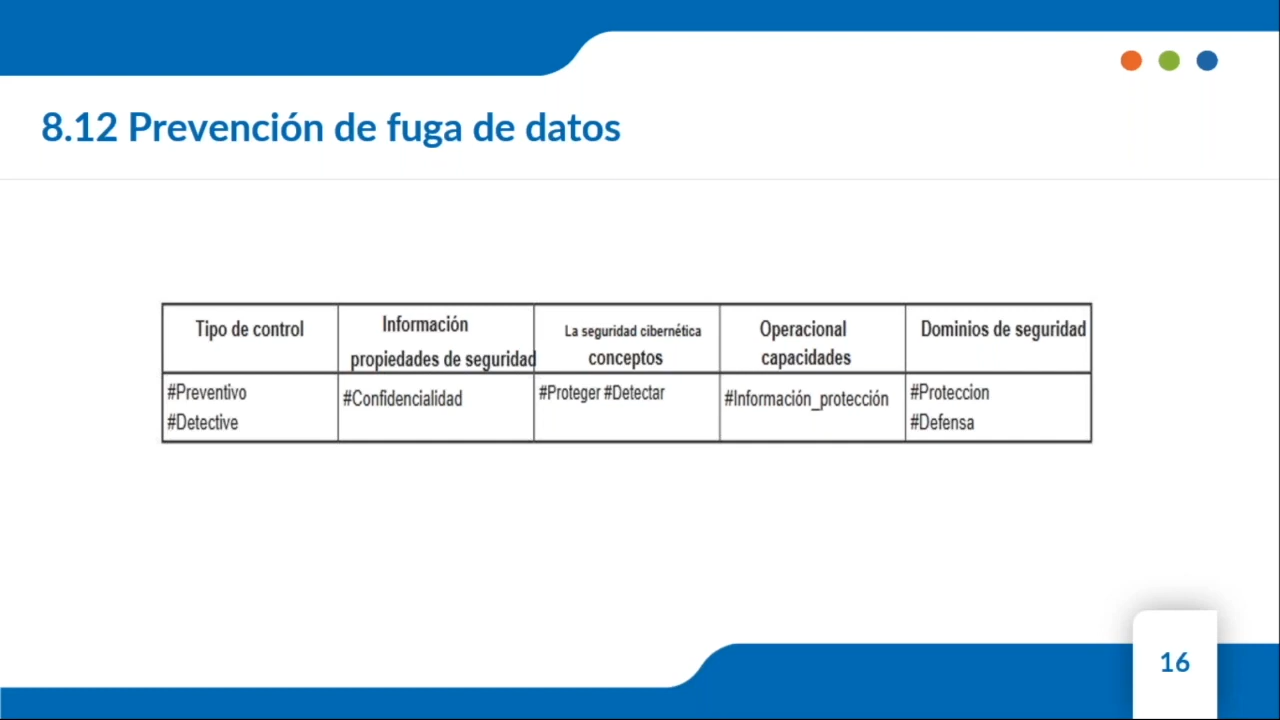 8.12 Prevención de fuga de datos
Tipo de control
Información
propiedades de seguridad
La seguridad cibernética
conceptos
Operacional
capacidades
Dominios de seguridad
#Preventivo
#Detective
#Confidencialidad
#Proteger #Detectar
#Información_protección
#Proteccion
#Defensa
16